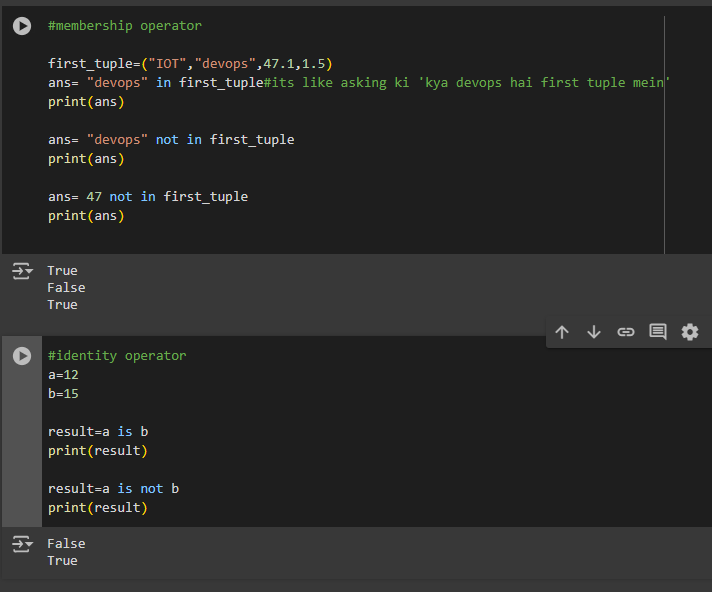 #membership operator
first_tuple=("IOT","devops",47.1,1.5)
ans= "devops" in first_tuple#its like asking ki 'kya devops hai first tuple mein'
print(ans)
ans= "devops" not in first_tuple
print(ans)
ans= 47 not in first_tuple
print(ans)
True
False
True
#identity operator
a=12
b=15
result=a is b
print(result)
result=a is not b
print(result)
False
True